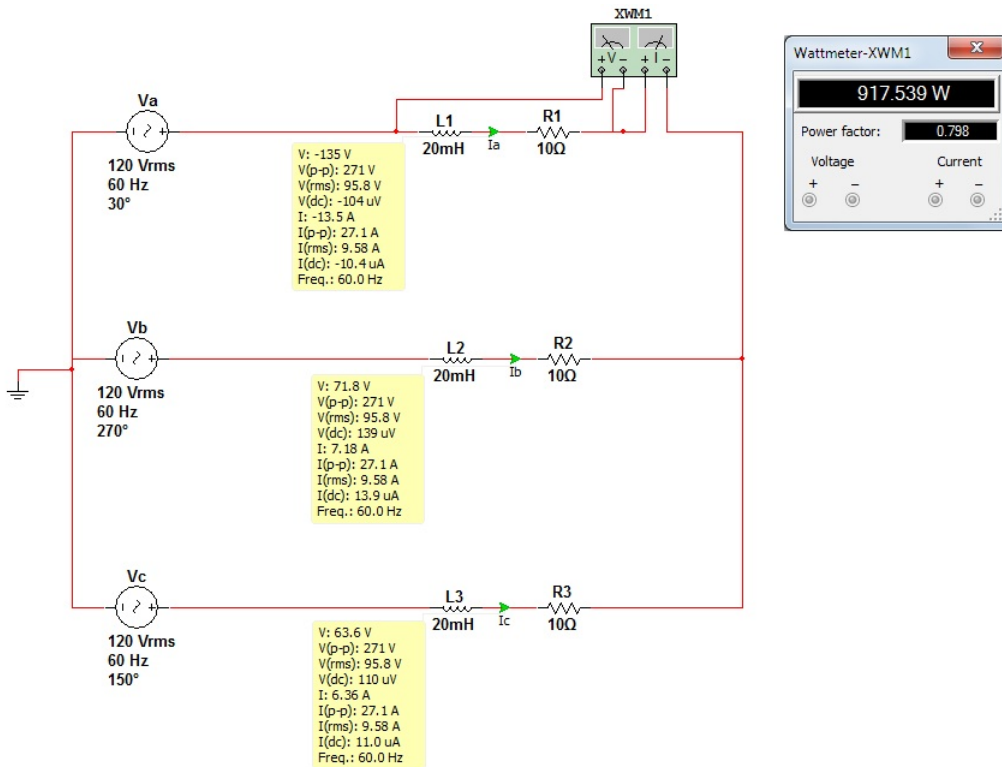 XWM1
+V− +I−
Wattmeter-XWM1
917.539 W
Power factor: 0.798
Voltage Current
+ − + −
Va
120 Vrms
60 Hz
30°
L1
20mH
Ia
R1
10Ω
V: -135 V
V(p-p): 271 V
V(rms): 95.8 V
V(dc): -104 uV
I: -13.5 A
I(p-p): 27.1 A
I(rms): 9.58 A
I(dc): -10.4 uA
Freq.: 60.0 Hz
Vb
120 Vrms
60 Hz
270°
L2
20mH
Ib
R2
10Ω
V: 71.8 V
V(p-p): 271 V
V(rms): 95.8 V
V(dc): 139 uV
I: 7.18 A
I(p-p): 27.1 A
I(rms): 9.58 A
I(dc): 13.9 uA
Freq.: 60.0 Hz
Vc
120 Vrms
60 Hz
150°
L3
20mH
Ic
R3
10Ω
V: 63.6 V
V(p-p): 271 V
V(rms): 95.8 V
V(dc): 110 uV
I: 6.36 A
I(p-p): 27.1 A
I(rms): 9.58 A
I(dc): 11.0 uA
Freq.: 60.0 Hz